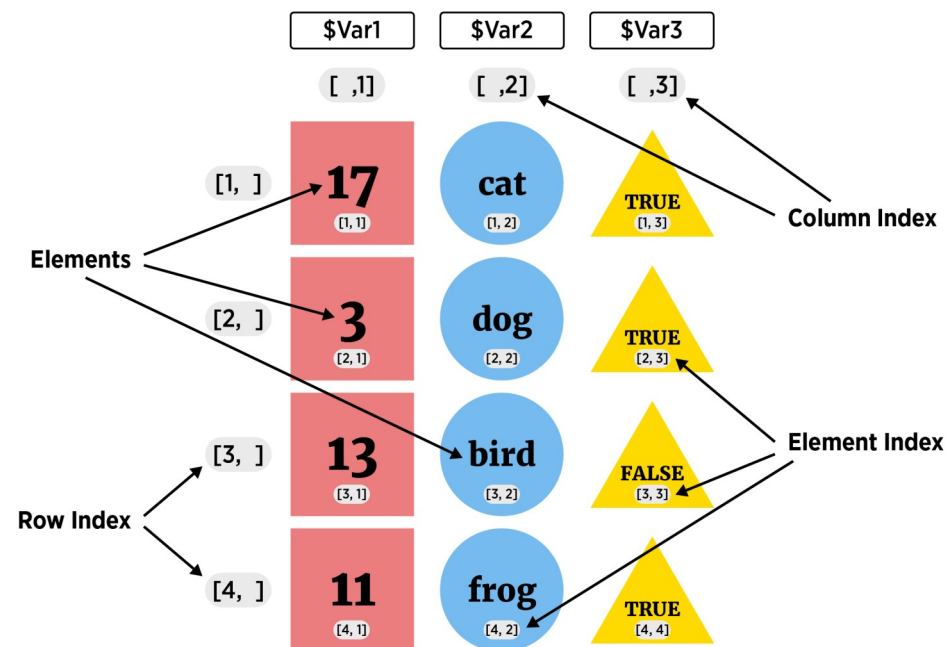 $Var1 $Var2 $Var3
[ ,1] [ ,2] [ ,3]
[1, ] 17 cat TRUE
[1, 1] [1, 2] [1, 3]
Column Index
Elements
[2, ] 3 dog TRUE
[2, 1] [2, 2] [2, 3]
Element Index
[3, ] 13 bird FALSE
[3, 1] [3, 2] [3, 3]
Row Index
[4, ] 11 frog TRUE
[4, 1] [4, 2] [4, 4]